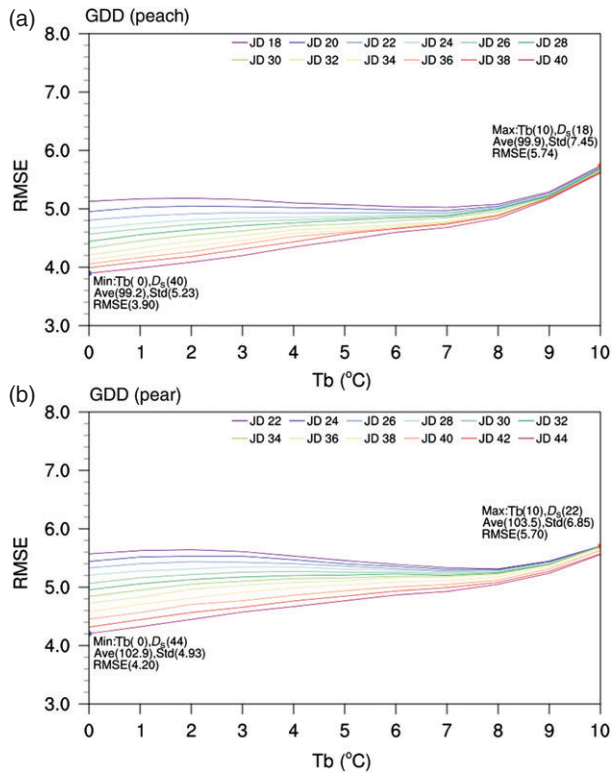 (a) GDD (peach)
8.0
JD 18 JD 20 JD 22 JD 24 JD 26 JD 28
JD 30 JD 32 JD 34 JD 36 JD 38 JD 40
7.0
Max:Tb(10),Ds(18)
Ave(99.9),Std(7.45)
RMSE(5.74)
6.0
RMSE
5.0
4.0
Min:Tb( 0),Ds(40)
Ave(99.2),Std(5.23)
RMSE(3.90)
3.0
0 1 2 3 4 5 6 7 8 9 10
Tb (°C)
(b) GDD (pear)
8.0
JD 22 JD 24 JD 26 JD 28 JD 30 JD 32
JD 34 JD 36 JD 38 JD 40 JD 42 JD 44
7.0
Max:Tb(10),Ds(22)
Ave(103.5),Std(6.85)
RMSE(5.70)
6.0
RMSE
5.0
4.0
Min:Tb( 0),Ds(44)
Ave(102.9),Std(4.93)
RMSE(4.20)
3.0
0 1 2 3 4 5 6 7 8 9 10
Tb (°C)